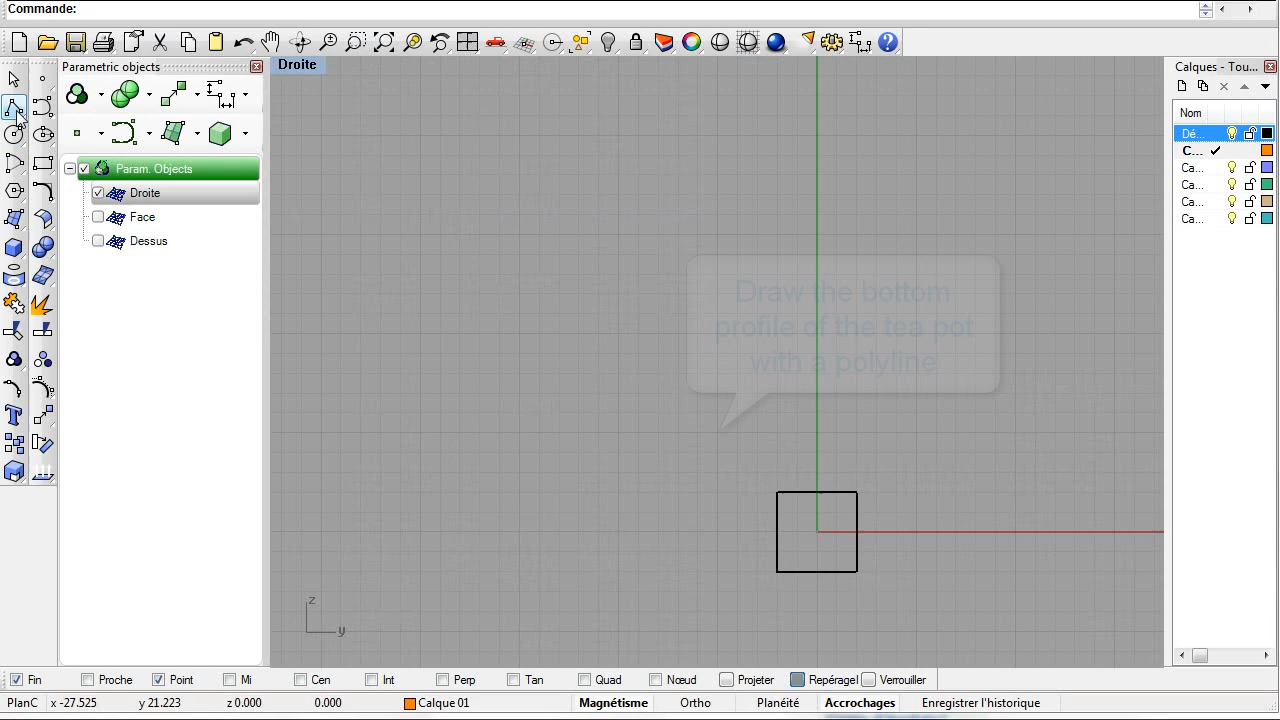 Commande:
Parametric objects
Droite
Calques - Tou...
Nom
Dé...
C...
Ca...
Ca...
Ca...
Ca...
Param. Objects
Droite
Face
Dessus
Draw the bottom
profile of the tea pot
with a polyline
z
y
Fin Proche Point Mi Cen Int Perp Tan Quad Nœud Projeter Repéragel Verrouiller
PlanC x -27.525 y 21.223 z 0.000 0.000 Calque 01 Magnétisme Ortho Planéité Accrochages Enregistrer l'historique